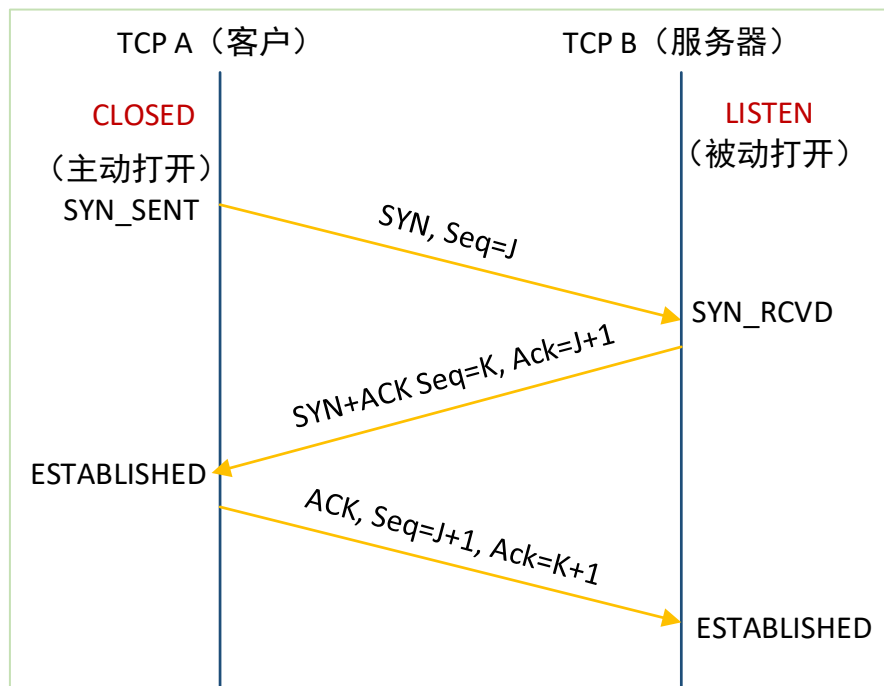 TCP A（客户）
TCP B（服务器）
CLOSED
LISTEN
（主动打开）
（被动打开）
SYN_SENT
SYN, Seq=J
SYN_RCVD
SYN+ACK Seq=K, Ack=J+1
ESTABLISHED
ACK, Seq=J+1, Ack=K+1
ESTABLISHED